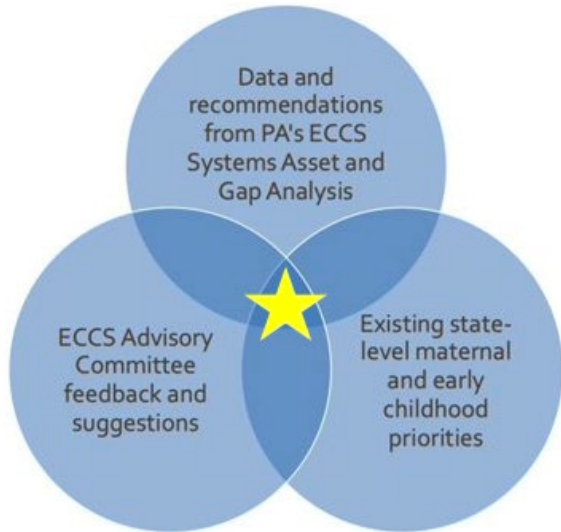 Data and
recommendations
from PA's ECCS
Systems Asset and
Gap Analysis
ECCS Advisory
Committee
feedback and
suggestions
Existing state-
level maternal
and early
childhood
priorities